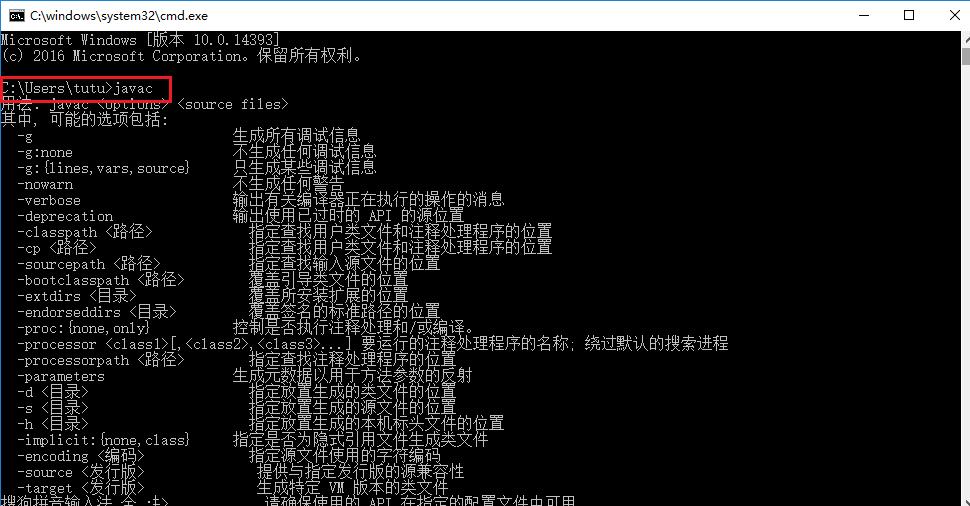 C:\windows\system32\cmd.exe
Microsoft Windows [版本 10.0.14393]
(c) 2016 Microsoft Corporation。保留所有权利。
C:\Users\tutu>javac
用法: javac <options> <source files>
其中, 可能的选项包括:
-g 生成所有调试信息
-g:none 不生成任何调试信息
-g:{lines,vars,source} 只生成某些调试信息
-nowarn 不生成任何警告
-verbose 输出有关编译器正在执行的操作的消息
-deprecation 输出使用已过时的 API 的源位置
-classpath <路径> 指定查找用户类文件和注释处理程序的位置
-cp <路径> 指定查找用户类文件和注释处理程序的位置
-sourcepath <路径> 指定查找输入源文件的位置
-bootclasspath <路径> 覆盖引导类文件的位置
-extdirs <目录> 覆盖所安装扩展的位置
-endorseddirs <目录> 覆盖签名的标准路径的位置
-proc:{none,only} 控制是否执行注释处理和/或编译。
-processor <class1>[,<class2>,<class3>...] 要运行的注释处理程序的名称; 绕过默认的搜索进程
-processorpath <路径> 指定查找注释处理程序的位置
-parameters 生成元数据以用于方法参数的反射
-d <目录> 指定放置生成的类文件的位置
-s <目录> 指定放置生成的源文件的位置
-h <目录> 指定放置生成的本机标头文件的位置
-implicit:{none,class} 指定是否为隐式引用文件生成类文件
-encoding <编码> 指定源文件使用的字符编码
-source <发行版> 提供与指定发行版的源兼容性
-target <发行版> 生成特定 VM 版本的类文件
搜狗拼音输入法 全 : 请确保使用的 API 在指定的配置文件中可用